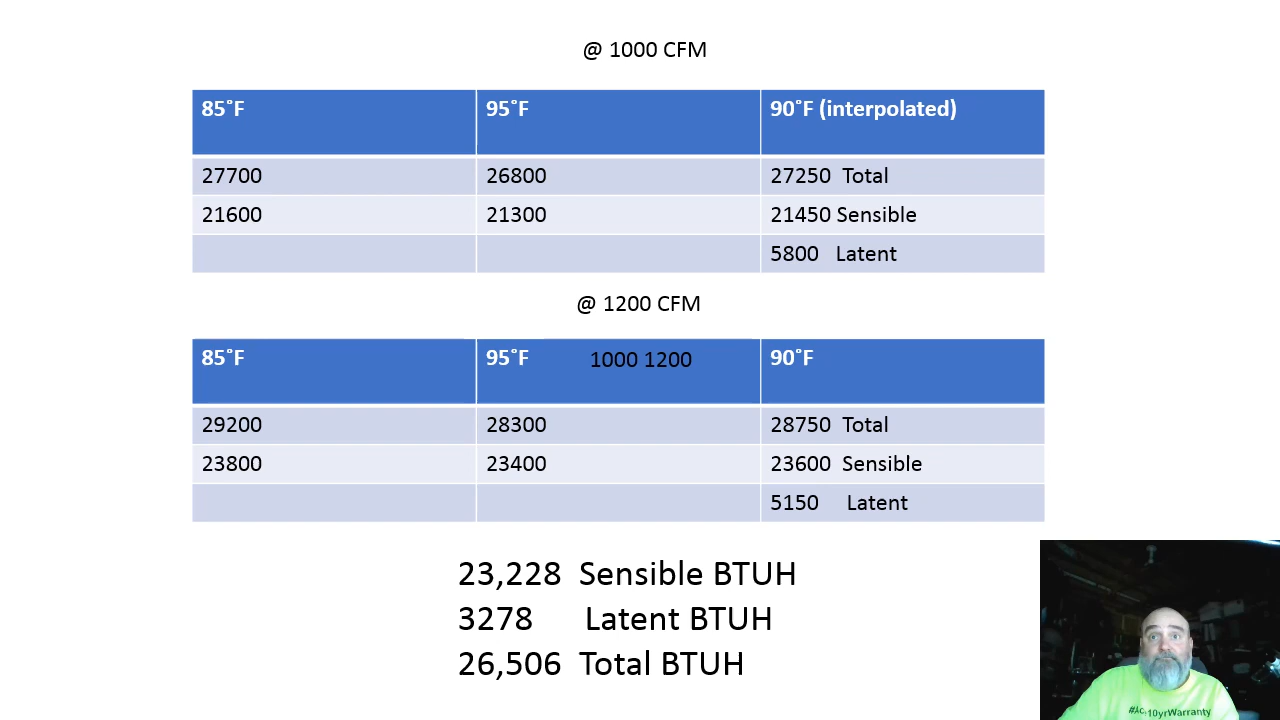 @ 1000 CFM
85°F 95°F 90°F (interpolated)
27700 26800 27250 Total
21600 21300 21450 Sensible
5800 Latent
@ 1200 CFM
85°F 95°F 1000 1200 90°F
29200 28300 28750 Total
23800 23400 23600 Sensible
5150 Latent
23,228 Sensible BTUH
3278 Latent BTUH
26,506 Total BTUH